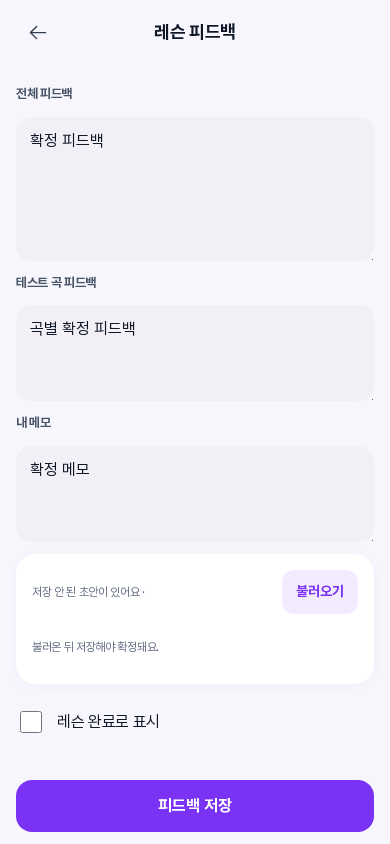 레슨 피드백
전체 피드백
확정 피드백
테스트 곡 피드백
곡별 확정 피드백
내 메모
확정 메모
저장 안 된 초안이 있어요 ·
불러오기
불러온 뒤 저장해야 확정돼요.
레슨 완료로 표시
피드백 저장